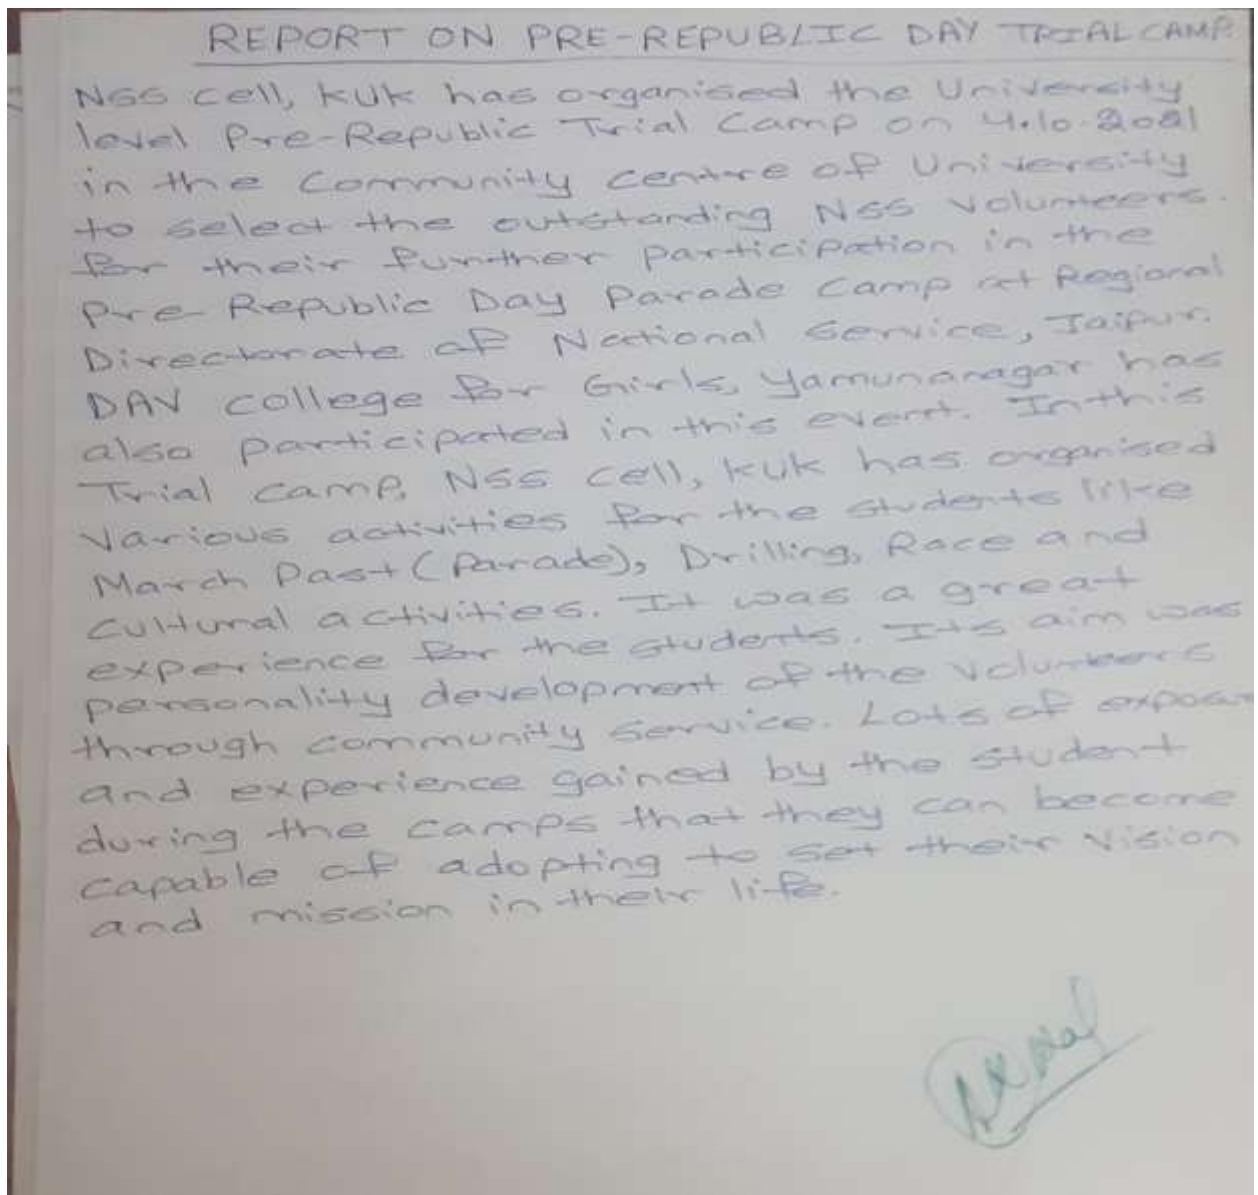 REPORT ON PRE-REPUBLIC DAY TRIAL CAMP
NSS cell, KUK has organised the University
level Pre-Republic Trial Camp on 4.10.2021
in the Community centre of University
to select the outstanding NSS volunteers.
for their further participation in the
Pre-Republic Day Parade Camp at Regional
Directorate of National Service, Jaipur.
DAV college for Girls, Yamunanagar has
also participated in this event. In this
Trial camp, NSS cell, KUK has organised
various activities for the students like
March Past (Parade), Drilling, Race and
cultural activities. It was a great
experience for the students. Its aim was
personality development of the volunteers
through community service. Lots of
and experience gained by the student
during the camps that they can become
capable of adopting to set their vision
and mission in their life.